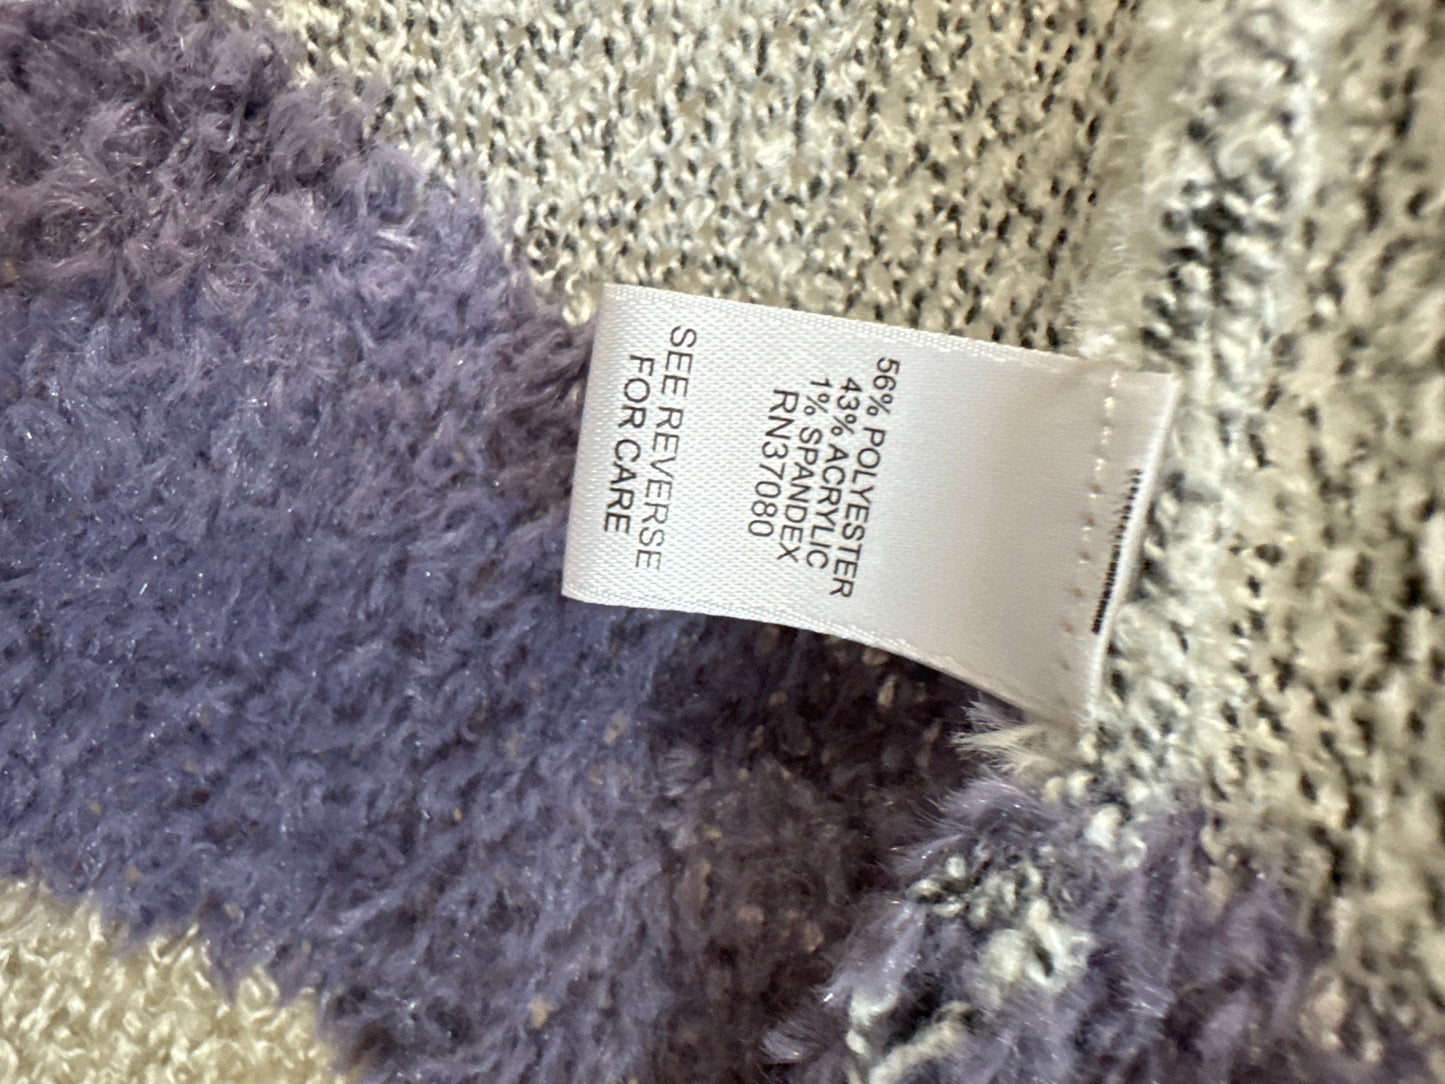 56% POLYESTER
43% ACRYLIC
1% SPANDEX
RN37080
SEE REVERSE
FOR CARE